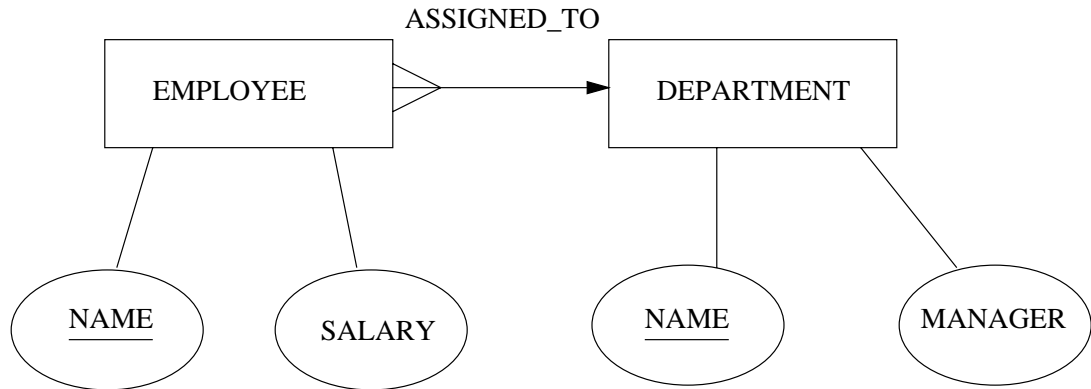 ASSIGNED_TO
EMPLOYEE
DEPARTMENT
NAME
SALARY
NAME
MANAGER